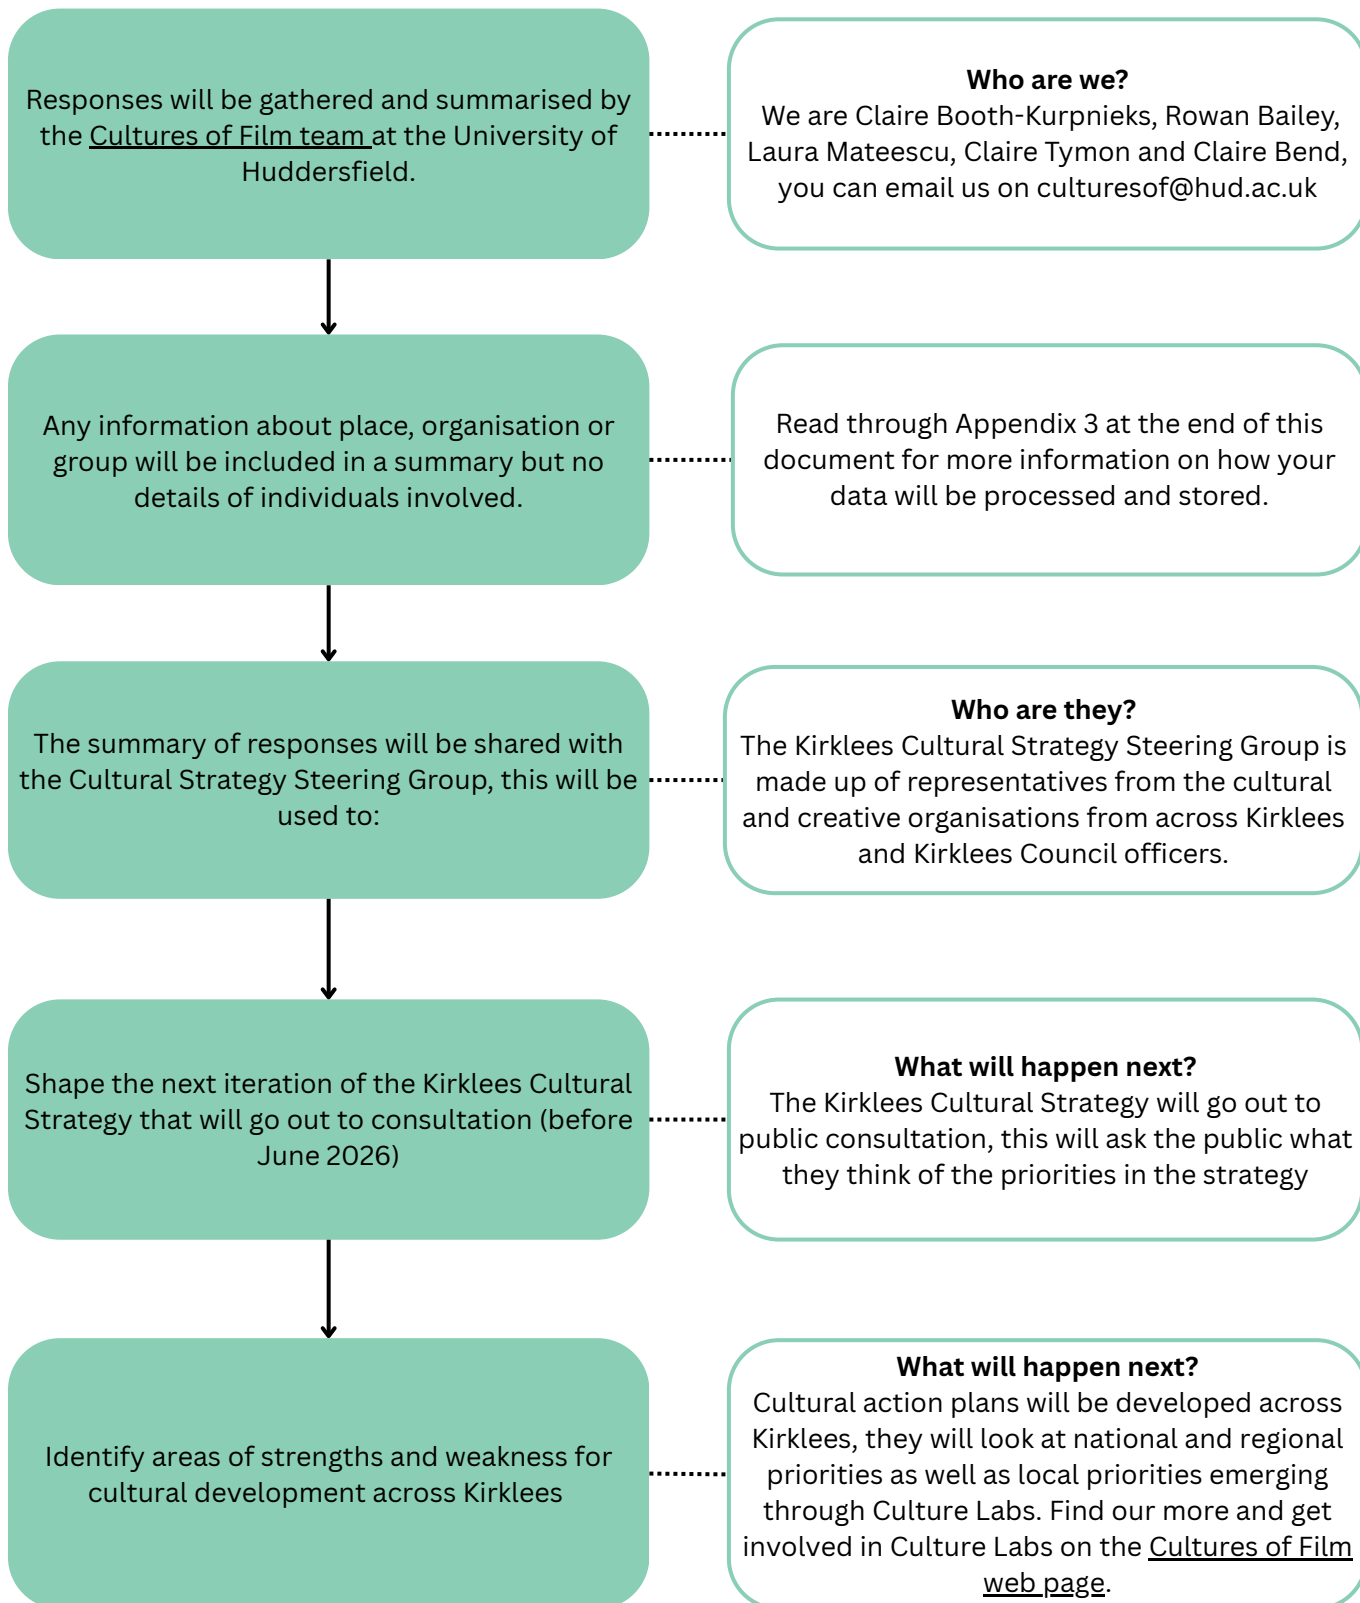 Responses will be gathered and summarised by
the Cultures of Film team at the University of
Huddersfield.
Who are we?
We are Claire Booth-Kurpnieks, Rowan Bailey,
Laura Mateescu, Claire Tymon and Claire Bend,
you can email us on culturesof@hud.ac.uk
Any information about place, organisation or
group will be included in a summary but no
details of individuals involved.
Read through Appendix 3 at the end of this
document for more information on how your
data will be processed and stored.
The summary of responses will be shared with
the Cultural Strategy Steering Group, this will be
used to:
Who are they?
The Kirklees Cultural Strategy Steering Group is
made up of representatives from the cultural
and creative organisations from across Kirklees
and Kirklees Council officers.
Shape the next iteration of the Kirklees Cultural
Strategy that will go out to consultation (before
June 2026)
What will happen next?
The Kirklees Cultural Strategy will go out to
public consultation, this will ask the public what
they think of the priorities in the strategy
Identify areas of strengths and weakness for
cultural development across Kirklees
What will happen next?
Cultural action plans will be developed across
Kirklees, they will look at national and regional
priorities as well as local priorities emerging
through Culture Labs. Find our more and get
involved in Culture Labs on the Cultures of Film
web page.